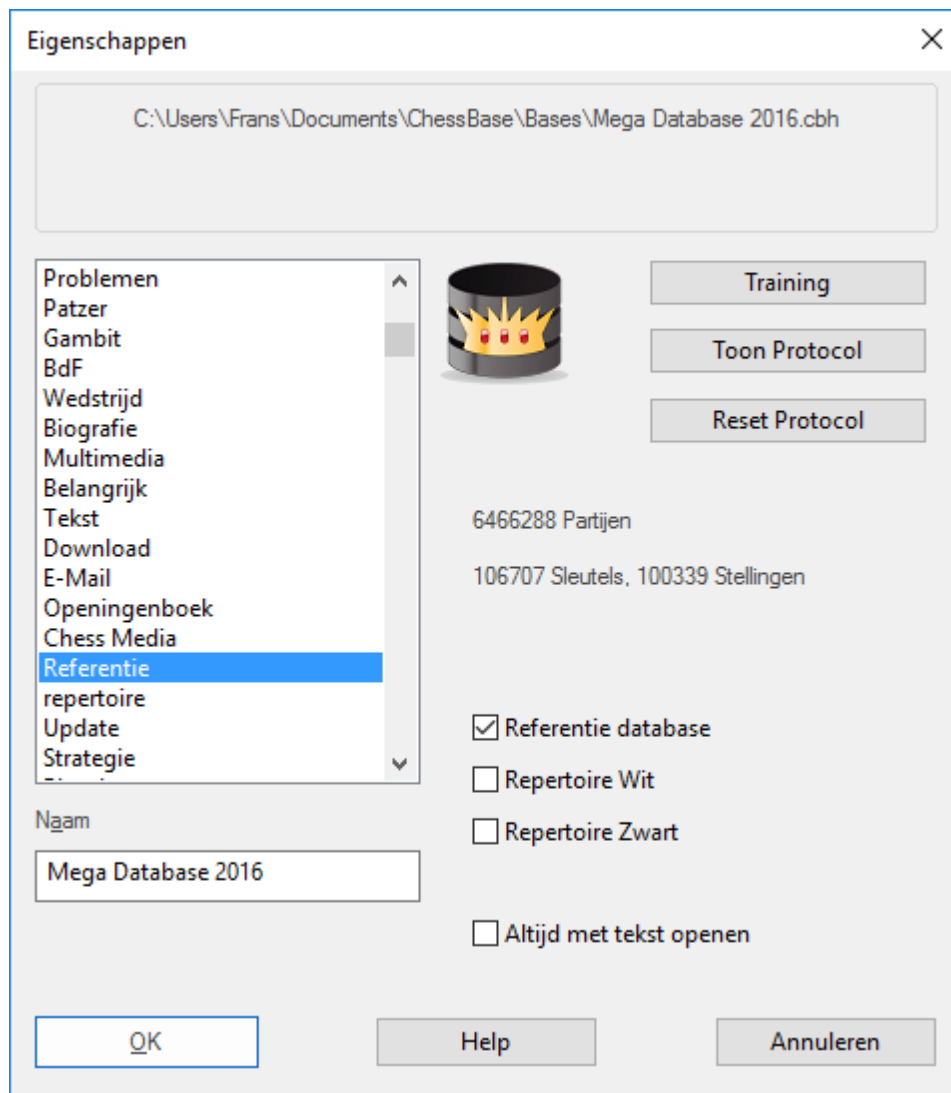 Eigenschappen
C:\Users\Frans\Documents\ChessBase\Bases\Mega Database 2016.cbh
Problemen
Patzer
Gambit
BdF
Wedstrijd
Biografie
Multimedia
Belangrijk
Tekst
Download
E-Mail
Openingenboek
Chess Media
Referentie
repertoire
Update
Strategie
Training
Toon Protocol
Reset Protocol
6466288 Partijen
106707 Sleutels, 100339 Stellingen
Referentie database
Repertoire Wit
Repertoire Zwart
Naam
Mega Database 2016
Altijd met tekst openen
OK
Help
Annuleren